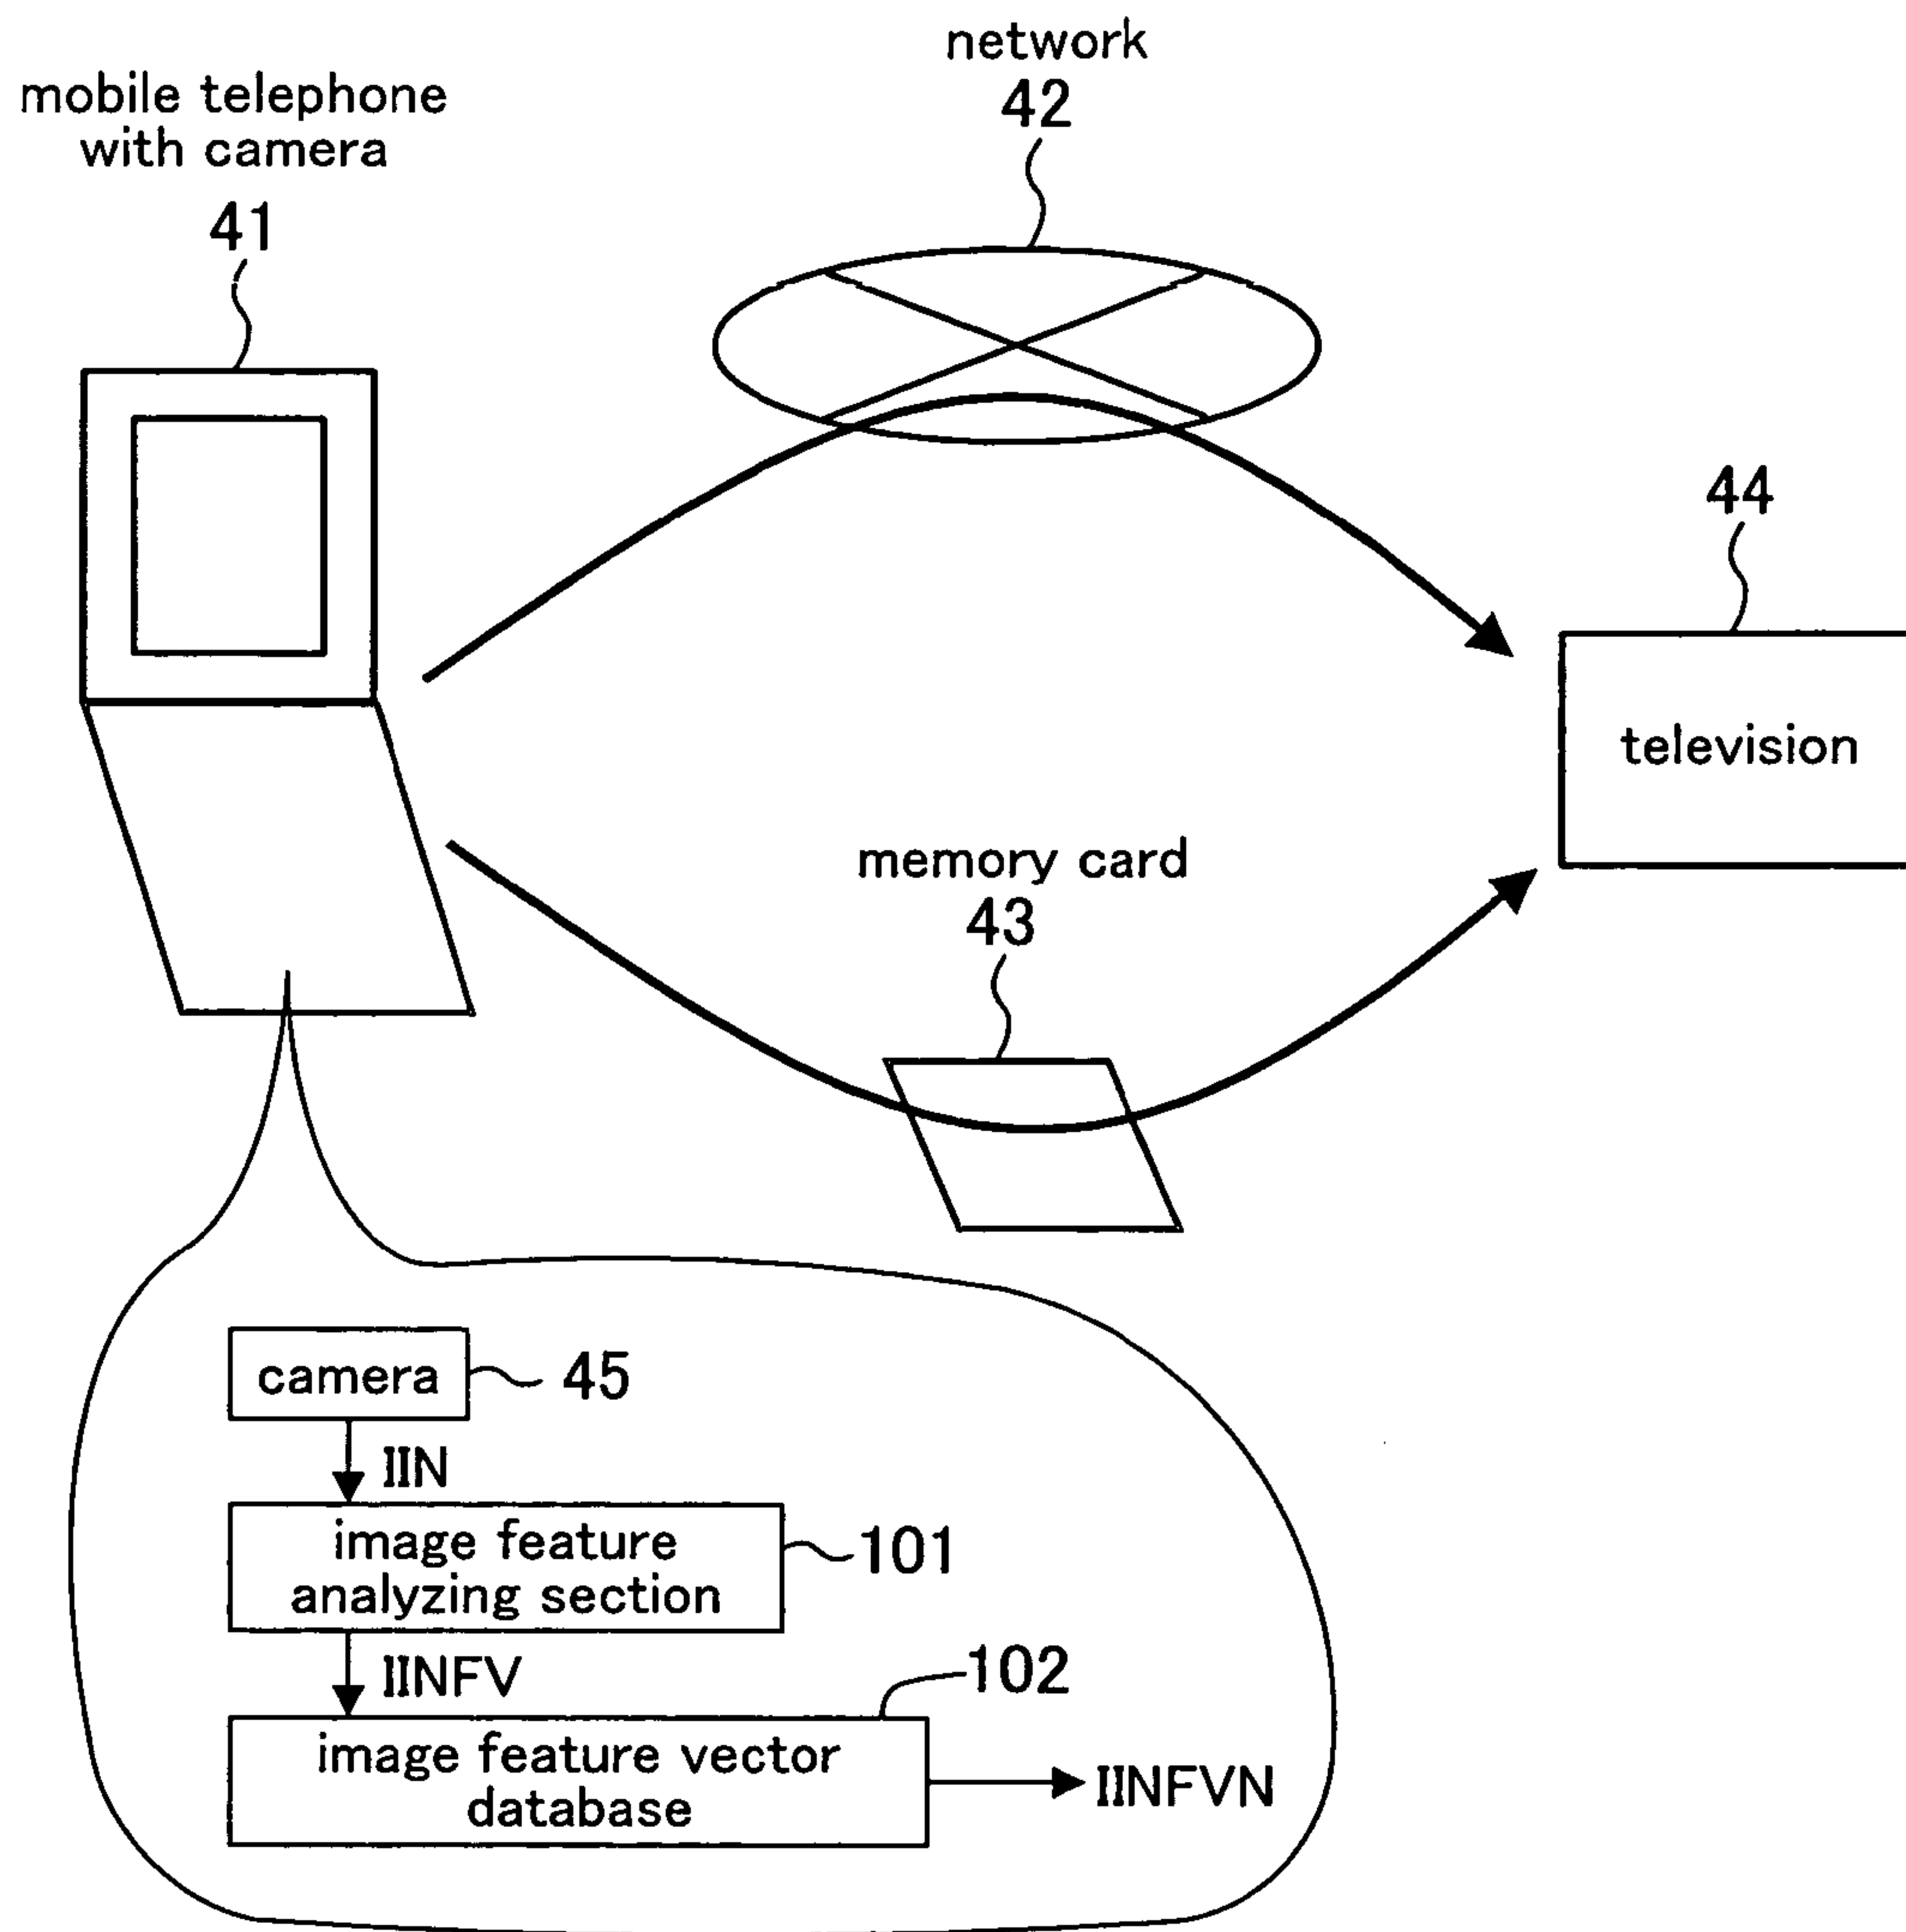 network
42
mobile telephone
with camera
41
44
television
memory card
43
camera
45
IIN
image feature
analyzing section
101
IINFV
102
image feature vector
database
IINFVN